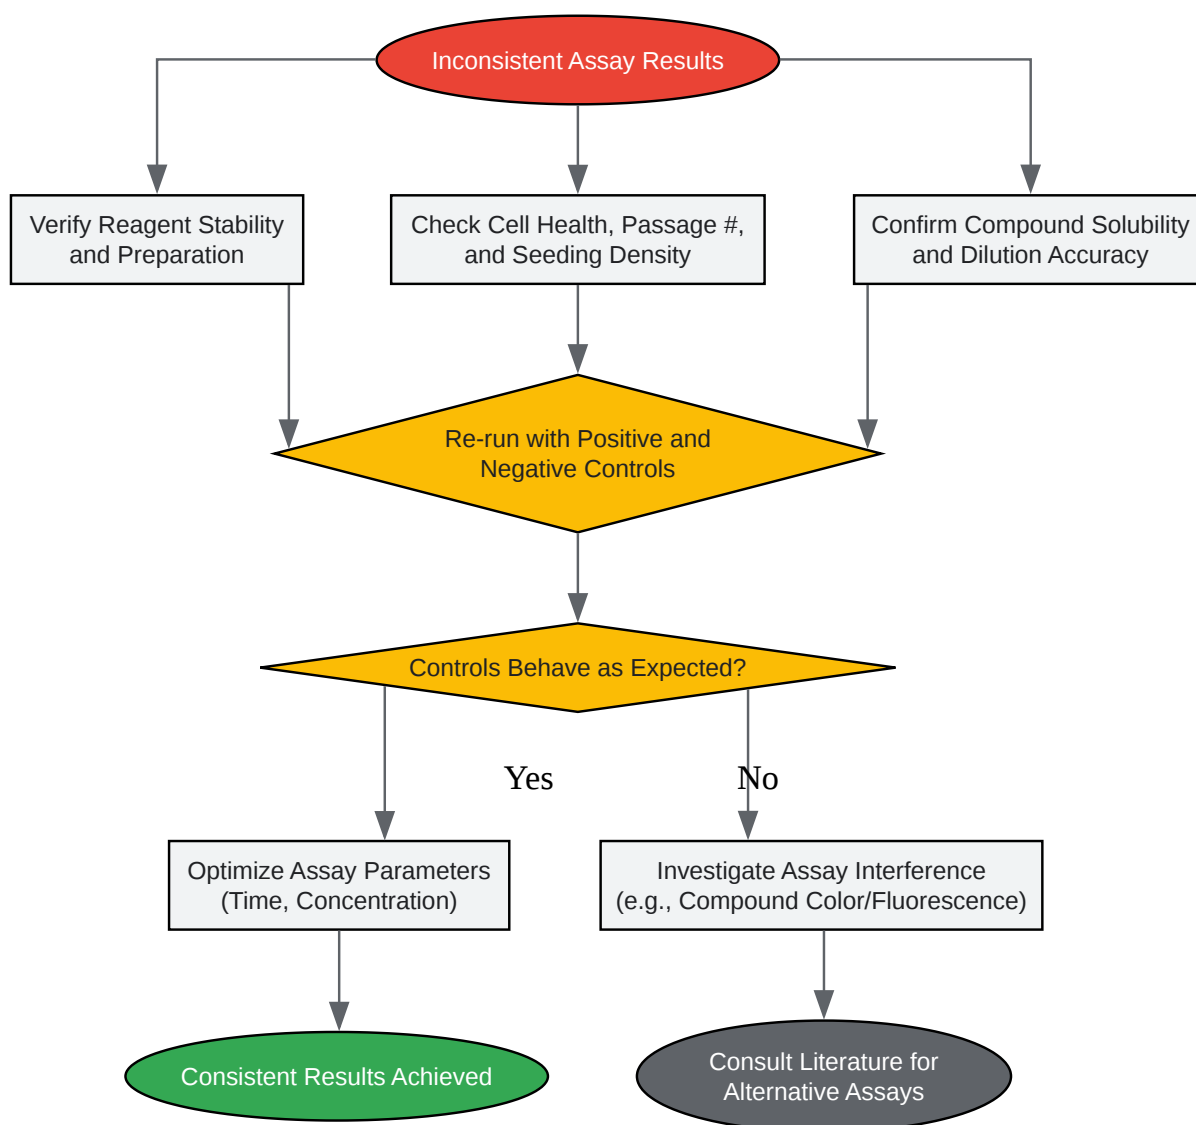 Inconsistent Assay Results
Verify Reagent Stability
and Preparation
Check Cell Health, Passage #,
and Seeding Density
Confirm Compound Solubility
and Dilution Accuracy
Re-run with Positive and
Negative Controls
Controls Behave as Expected?
Yes
No
Optimize Assay Parameters
(Time, Concentration)
Investigate Assay Interference
(e.g., Compound Color/Fluorescence)
Consistent Results Achieved
Consult Literature for
Alternative Assays